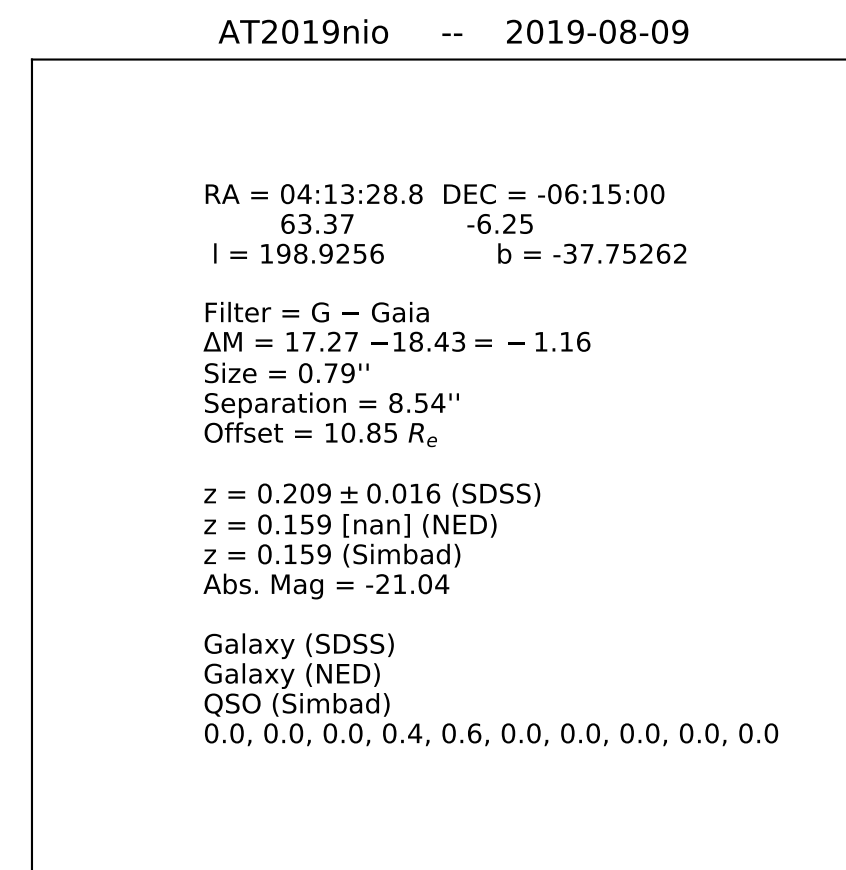 AT2019nio -- 2019-08-09
RA = 04:13:28.8 DEC = -06:15:00
63.37 -6.25
l = 198.9256 b = -37.75262
Filter = G − Gaia
ΔM = 17.27 −18.43 = − 1.16
Size = 0.79''
Separation = 8.54''
Offset = 10.85 Re
z = 0.209 ± 0.016 (SDSS)
z = 0.159 [nan] (NED)
z = 0.159 (Simbad)
Abs. Mag = -21.04
Galaxy (SDSS)
Galaxy (NED)
QSO (Simbad)
0.0, 0.0, 0.0, 0.4, 0.6, 0.0, 0.0, 0.0, 0.0, 0.0